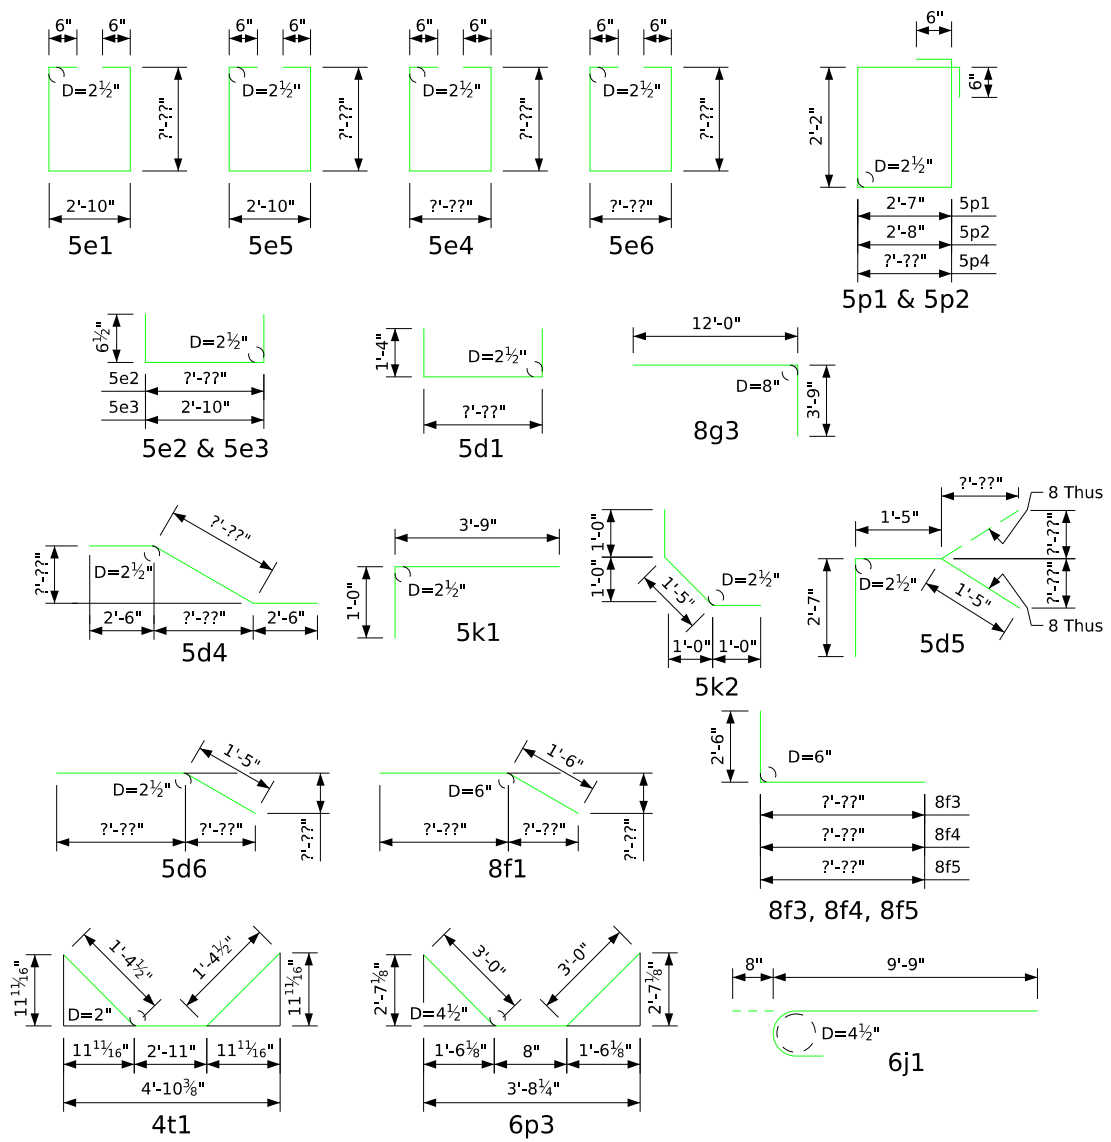 6" 6" 6" 6" 6" 6" 6" 6" 6"
D=2½" D=2½" D=2½" D=2½" 6"
?'-??" ?'-??" ?'-??" ?'-??" 2'-2"
D=2½"
2'-10" 2'-10" ?'-??" ?'-??" 2'-7" 5p1
5e1 5e5 5e4 5e6 2'-8" 5p2
?'-??" 5p4
5p1 & 5p2
6½" D=2½" 1'-4" D=2½" 12'-0"
5e2 ?'-??" D=8" 3'-9"
5e3 2'-10" ?'-??" 8g3
5e2 & 5e3 5d1
?'-??" 8 Thus
?'-??" 3'-9" 1'-0" 1'-5" ?'-??"
?'-??" D=2½" D=2½" 1'-0" D=2½" D=2½" ?'-??"
1'-0" 1'-5" 2'-7" 1'-5"
2'-6" ?'-??" 2'-6" 5k1 1'-0" 1'-0" 8 Thus
5d4 5k2 5d5
1'-5" 1'-6" 2'-6" D=6"
D=2½" D=6"
?'-??" ?'-??" ?'-??" ?'-??" ?'-??" ?'-??" ?'-??" 8f3
5d6 8f1 ?'-??" 8f4
?'-??" 8f5
8f3, 8f4, 8f5
1'-4½" 1'-4½" 3'-0" 3'-0" 8" 9'-9"
11¹¹⁄₁₆" D=2" 11¹¹⁄₁₆" 2'-7⅛" D=4½" 2'-7⅛" D=4½"
11¹¹⁄₁₆" 2'-11" 11¹¹⁄₁₆" 1'-6⅛" 8" 1'-6⅛" 6j1
4'-10⅜" 3'-8¼"
4t1 6p3